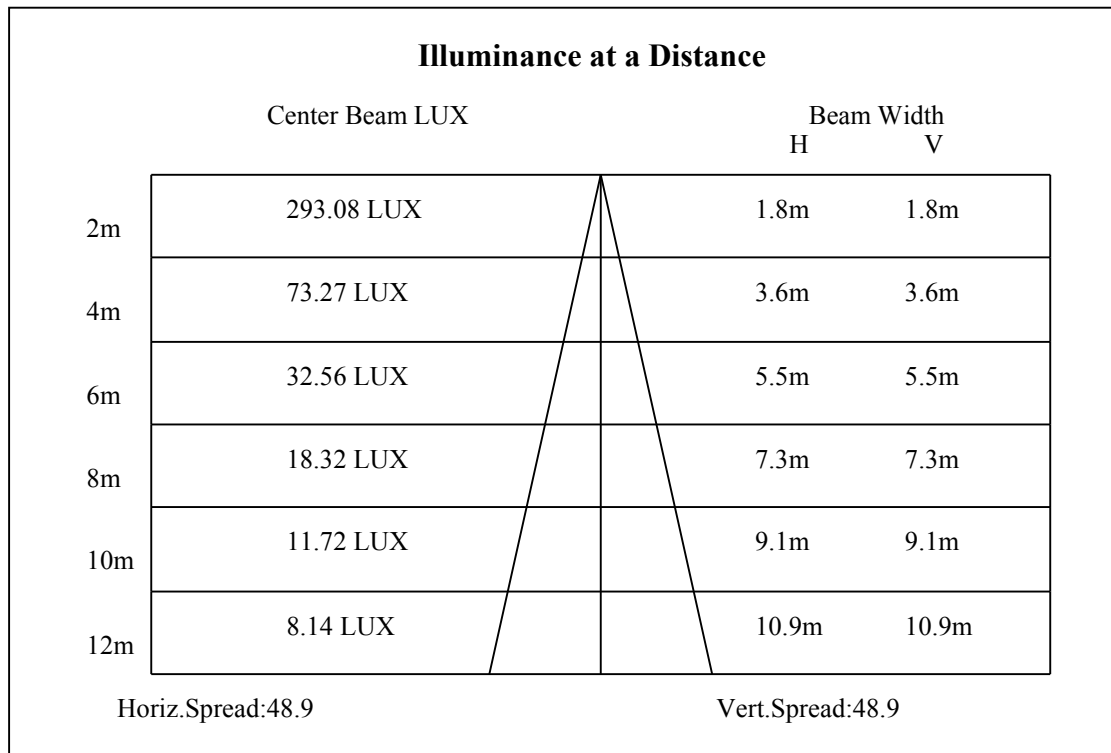 Illuminance at a Distance
Center Beam LUX Beam Width
H V
2m 293.08 LUX 1.8m 1.8m
4m 73.27 LUX 3.6m 3.6m
6m 32.56 LUX 5.5m 5.5m
8m 18.32 LUX 7.3m 7.3m
10m 11.72 LUX 9.1m 9.1m
12m 8.14 LUX 10.9m 10.9m
Horiz.Spread:48.9 Vert.Spread:48.9